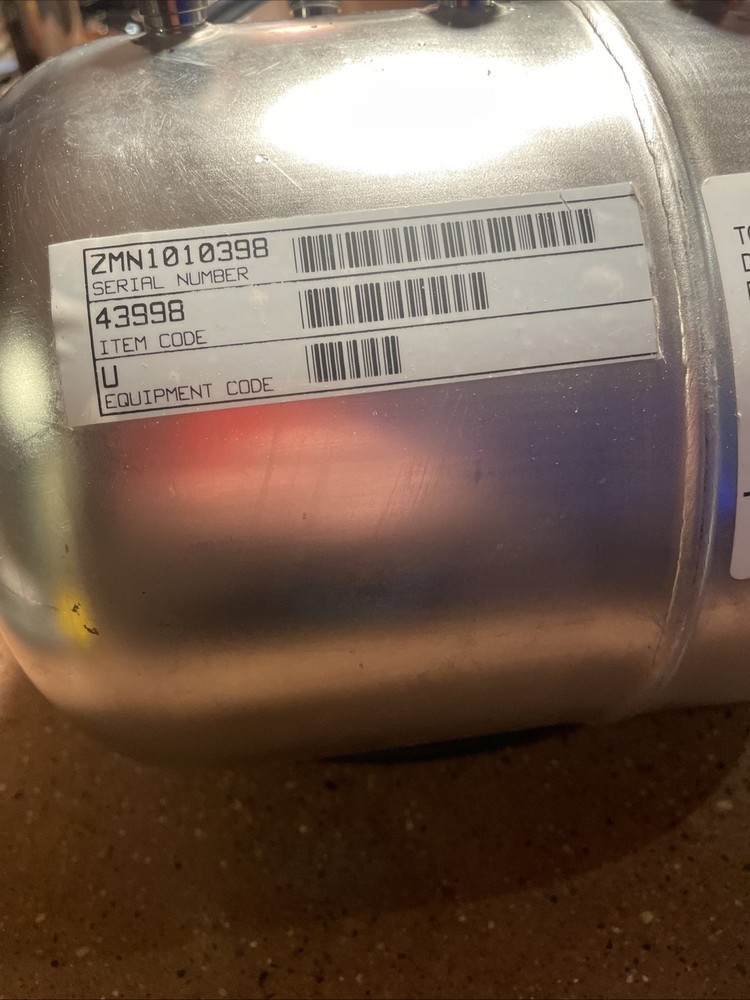 ZMN1010398
SERIAL NUMBER
43998
ITEM CODE
U
EQUIPMENT CODE